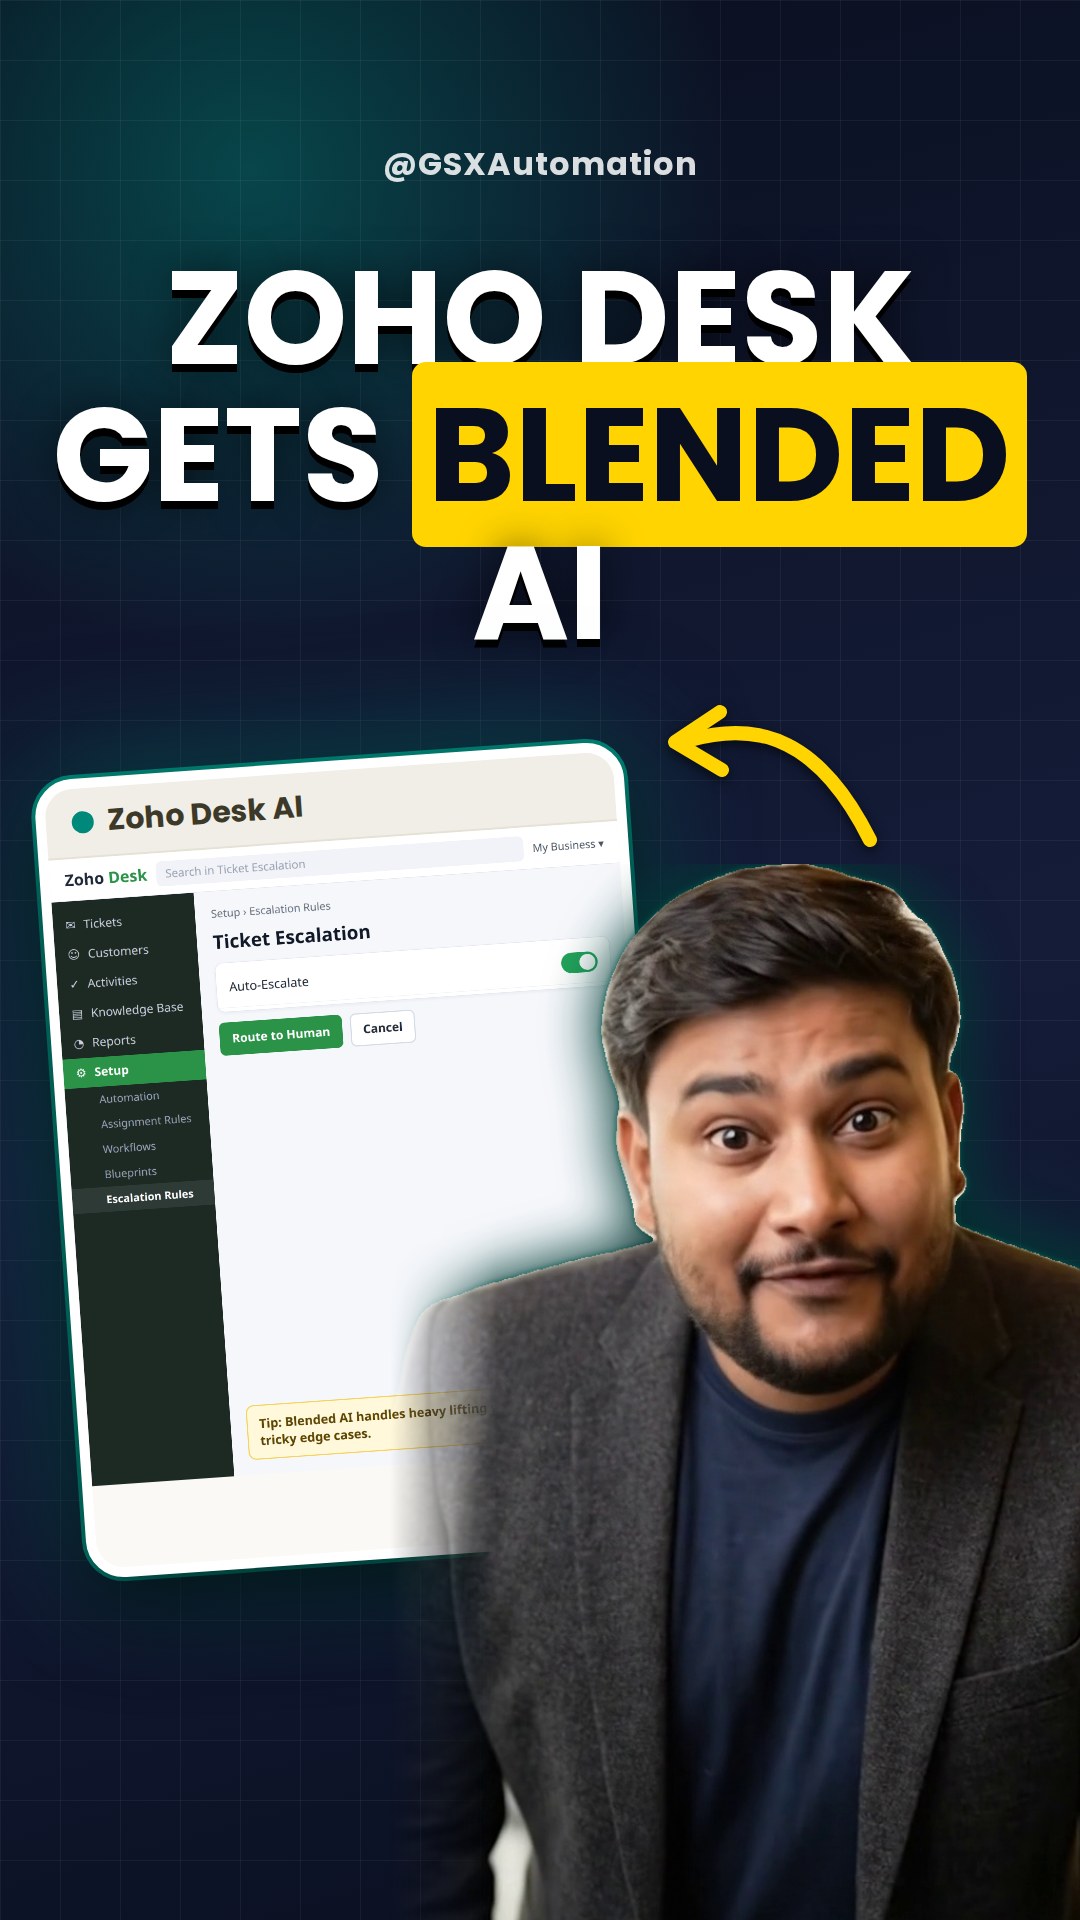 @GSXAutomation
ZOHO DESK
GETS BLENDED
AI
Zoho Desk AI
Zoho Desk
Search in Ticket Escalation
My Business ▾
Tickets
Customers
Activities
Knowledge Base
Reports
Setup
Automation
Assignment Rules
Workflows
Blueprints
Escalation Rules
Setup › Escalation Rules
Ticket Escalation
Auto-Escalate
Route to Human
Cancel
Tip: Blended AI handles heavy lifting
tricky edge cases.